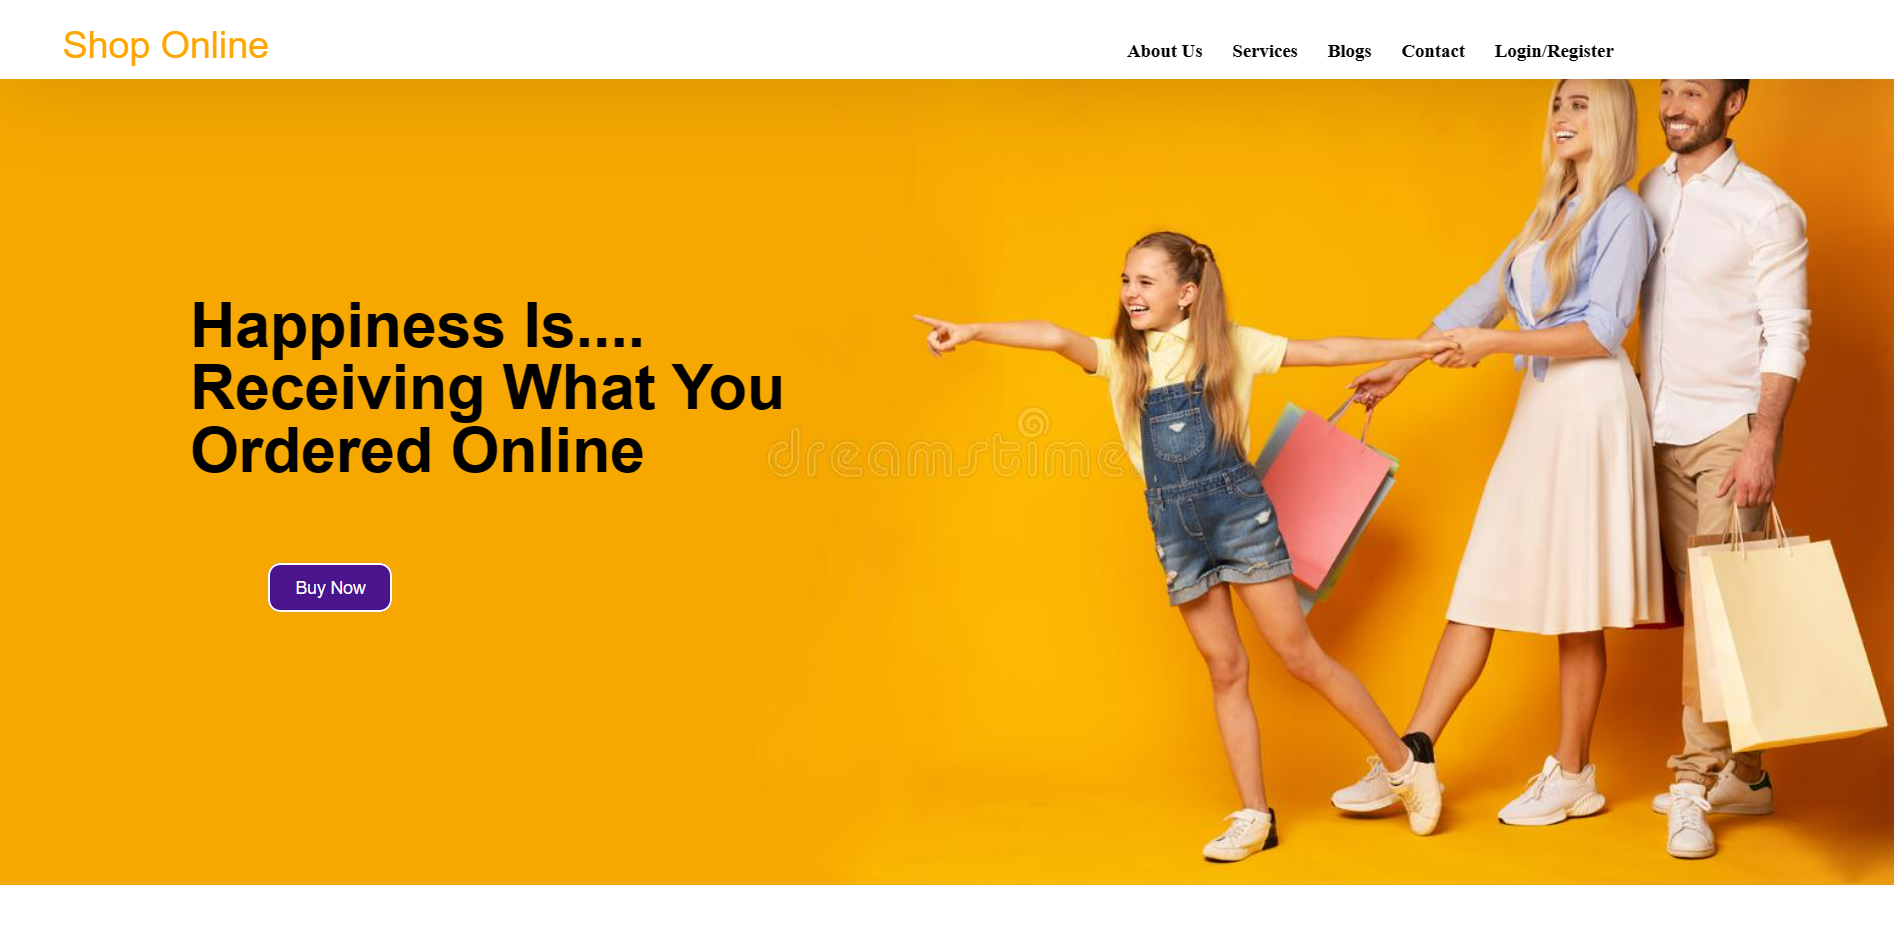 Shop Online
About Us Services Blogs Contact Login/Register
Happiness Is....
Receiving What You
Ordered Online
dreamstime
Buy Now